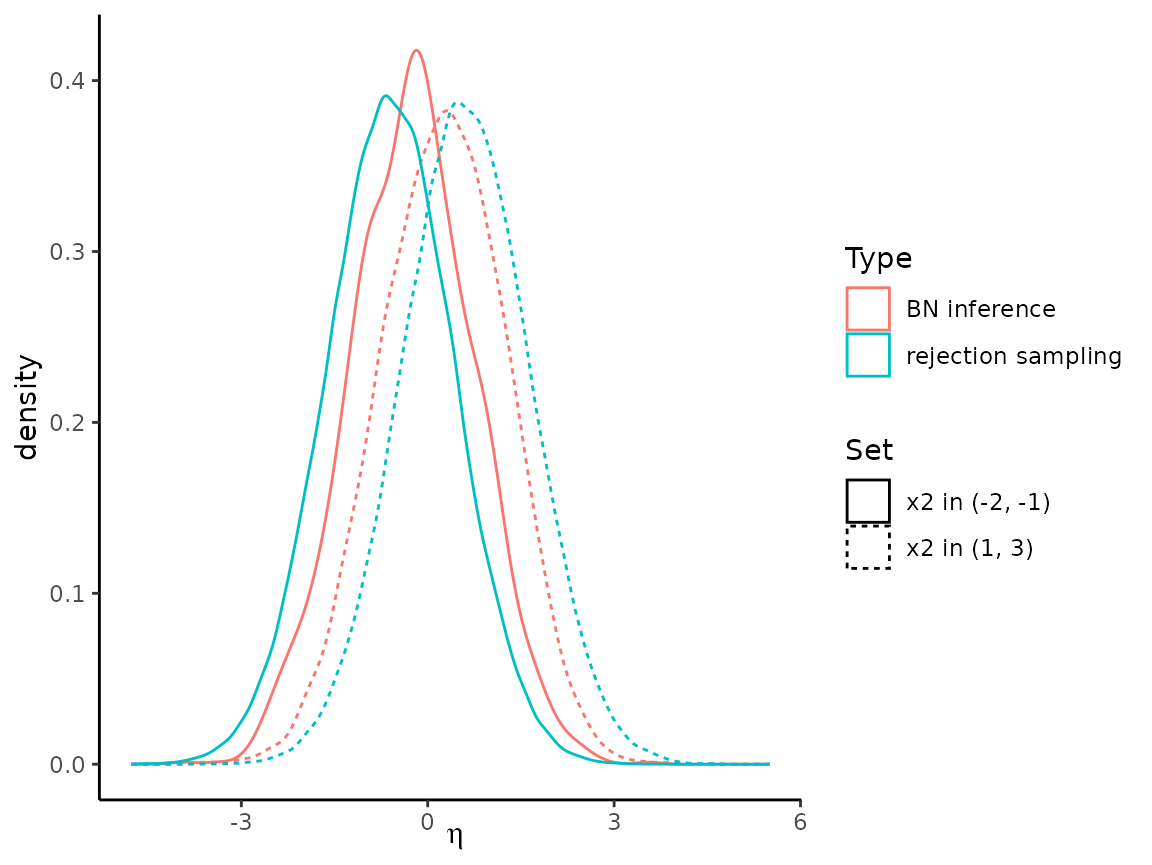 0.4
0.3
0.2
0.1
0.0
density
-3
0
3
6
η
Type
BN inference
rejection sampling
Set
x2 in (-2, -1)
x2 in (1, 3)